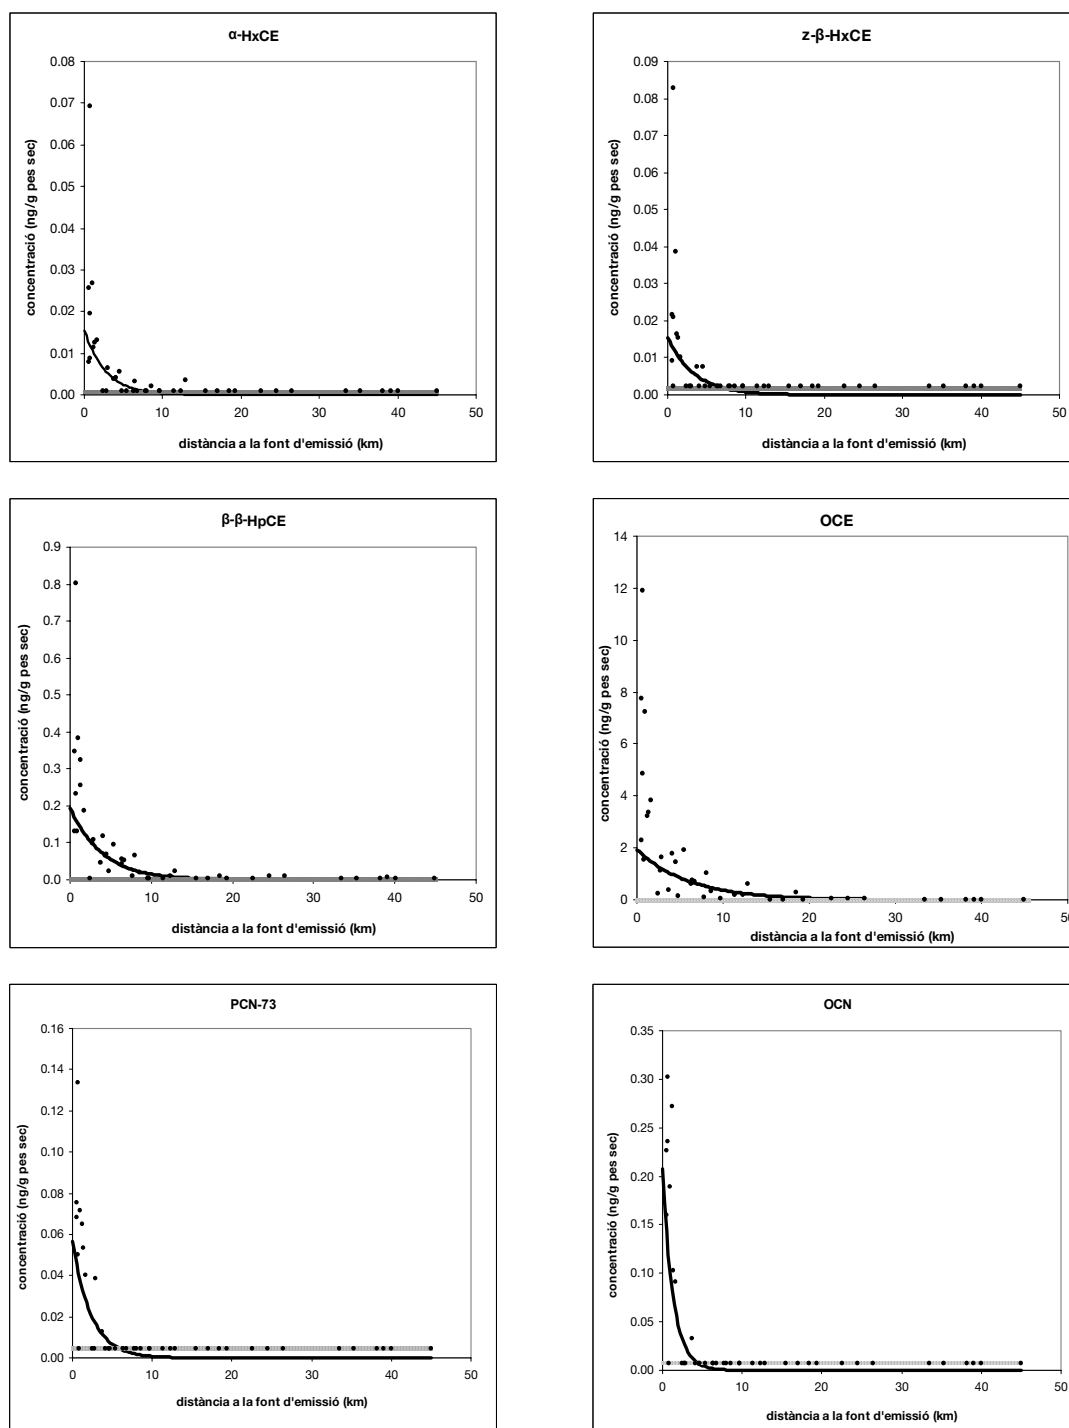 α-HxCE
concentració (ng/g pes sec)
0.08
0.07
0.06
0.05
0.04
0.03
0.02
0.01
0.00
0 10 20 30 40 50
distància a la font d'emissió (km)
z-β-HxCE
concentració (ng/g pes sec)
0.09
0.08
0.07
0.06
0.05
0.04
0.03
0.02
0.01
0.00
0 10 20 30 40 50
distància a la font d'emissió (km)
β-β-HpCE
concentració (ng/g pes sec)
0.9
0.8
0.7
0.6
0.5
0.4
0.3
0.2
0.1
0.0
0 10 20 30 40 50
distància a la font d'emissió (km)
OCE
concentració (ng/g pes sec)
14
12
10
8
6
4
2
0
0 10 20 30 40 50
distància a la font d'emissió (km)
PCN-73
concentració (ng/g pes sec)
0.16
0.14
0.12
0.10
0.08
0.06
0.04
0.02
0.00
0 10 20 30 40 50
distància a la font d'emissió (km)
OCN
concentració (ng/g pes sec)
0.35
0.30
0.25
0.20
0.15
0.10
0.05
0.00
0 10 20 30 40 50
distància a la font d'emissió (km)